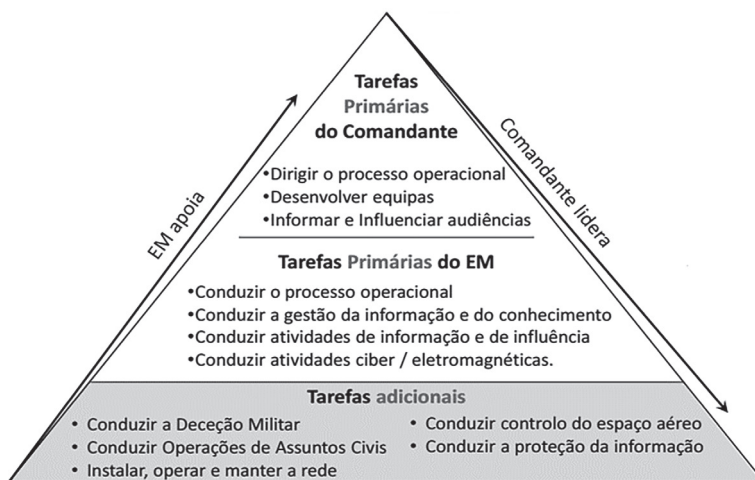 Tarefas
Primárias
do Comandante
•Dirigir o processo operacional
•Desenvolver equipas
•Informar e Influenciar audiências
EM apoia
Comandante lidera
Tarefas Primárias do EM
•Conduzir o processo operacional
•Conduzir a gestão da informação e do conhecimento
•Conduzir atividades de informação e de influência
•Conduzir atividades ciber / eletromagnéticas.
Tarefas adicionais
• Conduzir a Deceção Militar
• Conduzir Operações de Assuntos Civis
• Instalar, operar e manter a rede
• Conduzir controlo do espaço aéreo
• Conduzir a proteção da informação